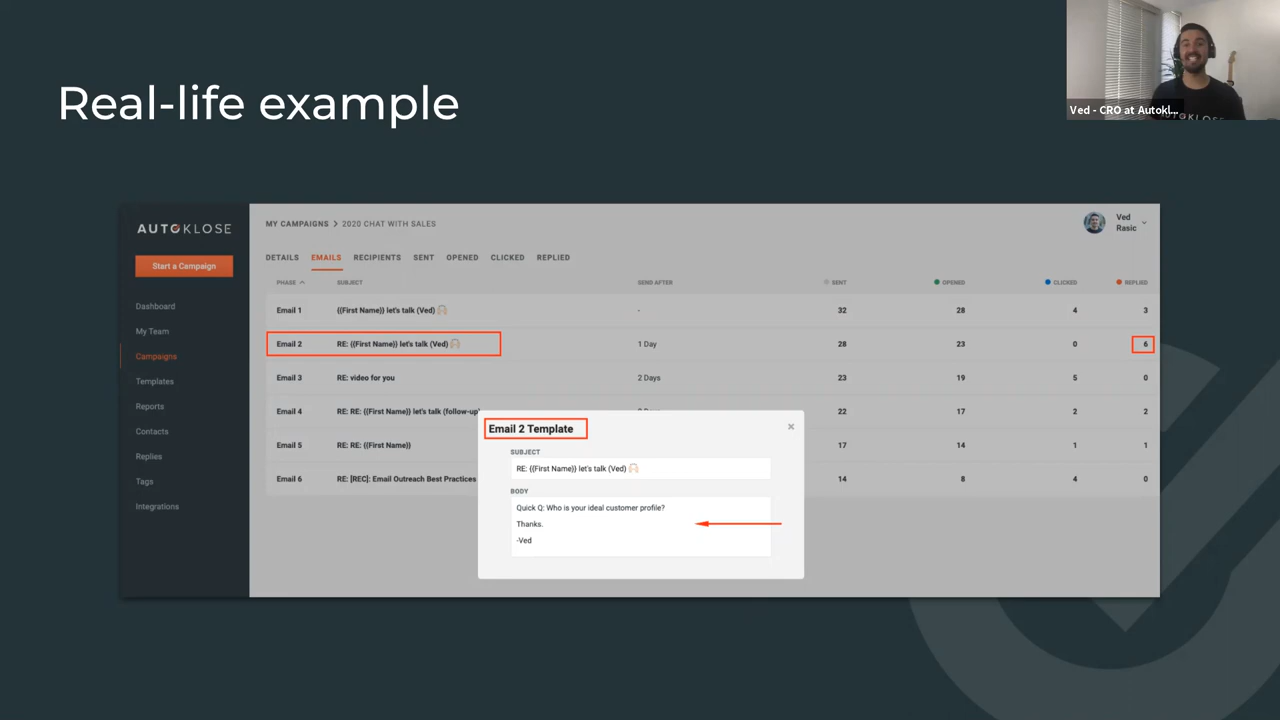 Real-life example
Ved - CRO at Autokl...
AUTOKLOSE
AUTOKLOSE
MY CAMPAIGNS > 2020 CHAT WITH SALES
Ved
Rasic
Start a Campaign
DETAILS EMAILS RECIPIENTS SENT OPENED CLICKED REPLIED
PHASE SUBJECT SEND AFTER SENT OPENED CLICKED REPLIED
Dashboard
My Team
Campaigns
Templates
Reports
Contacts
Replies
Tags
Integrations
Email 1 {{First Name}} let's talk (Ved) - 32 28 4 3
Email 2 RE: {{First Name}} let's talk (Ved) 1 Day 28 23 0 6
Email 3 RE: video for you 2 Days 23 19 5 0
Email 4 RE: RE: {{First Name}} let's talk (follow-up) 22 17 2 2
Email 5 RE: RE: {{First Name}} 17 14 1 1
Email 6 RE: [REC]: Email Outreach Best Practices 14 8 4 0
Email 2 Template
SUBJECT
RE: {{First Name}} let's talk (Ved)
BODY
Quick Q: Who is your ideal customer profile?
Thanks.
-Ved